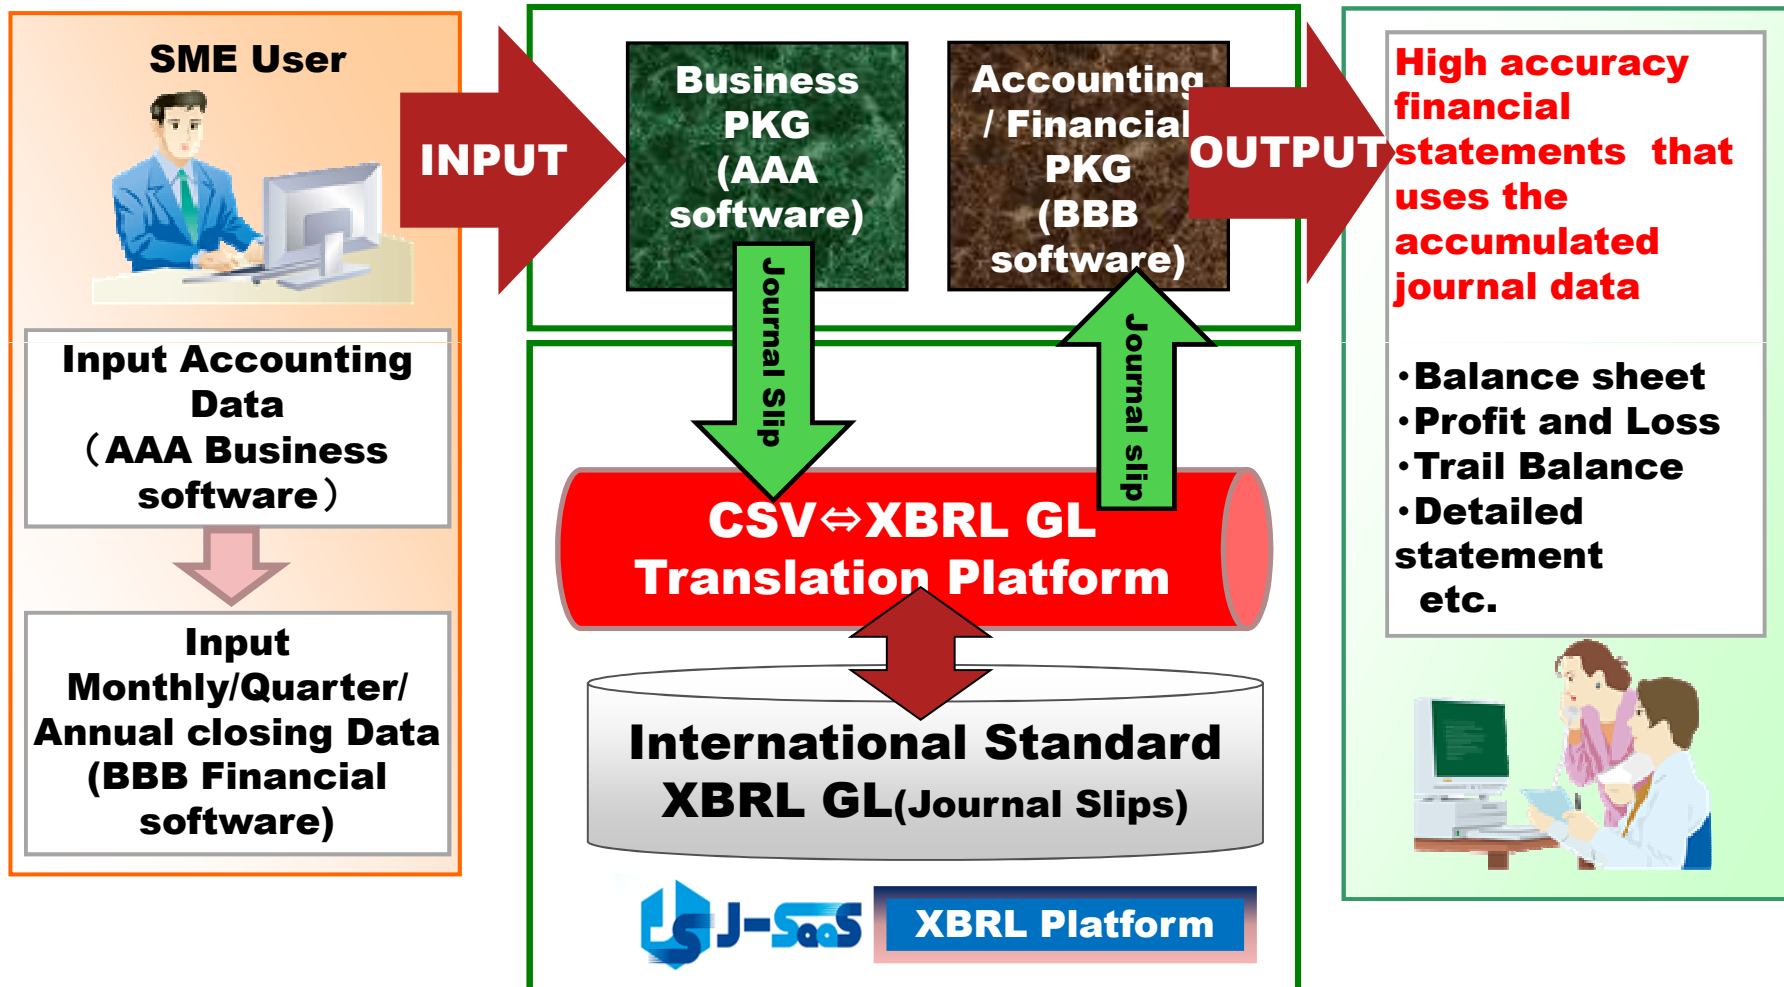 SME User
Input Accounting
Data
（AAA Business
software）
Input
Monthly/Quarter/
Annual closing Data
(BBB Financial
software)
INPUT
Business
PKG
(AAA
software)
Accounting
/ Financial
PKG
(BBB
software)
OUTPUT
Journal Slip
Journal slip
CSV⇔XBRL GL
Translation Platform
International Standard
XBRL GL(Journal Slips)
J-SaaS
XBRL Platform
High accuracy
financial
statements that
uses the
accumulated
journal data
・Balance sheet
・Profit and Loss
・Trail Balance
・Detailed
statement
etc.